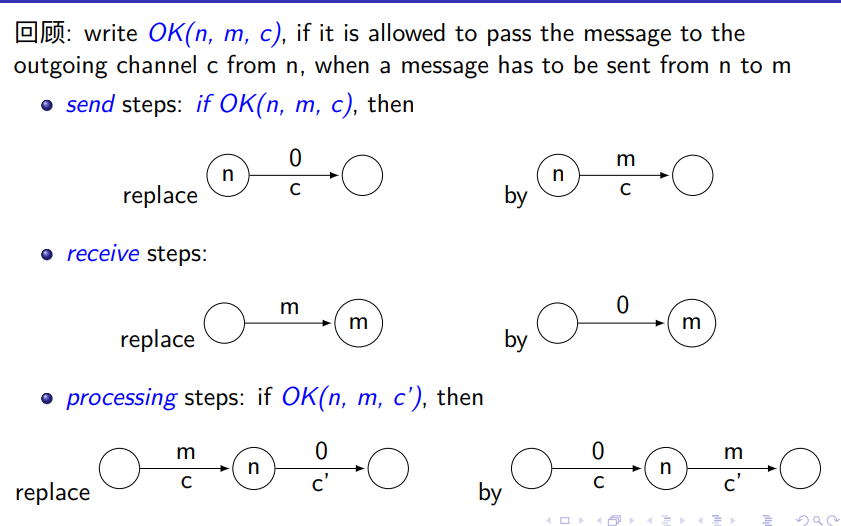 回顾: write OK(n, m, c), if it is allowed to pass the message to the
outgoing channel c from n, when a message has to be sent from n to m
send steps: if OK(n, m, c), then
replace n 0 c by n m c
receive steps:
replace m m by 0 m
processing steps: if OK(n, m, c'), then
replace m c n 0 c' by 0 c n m c'